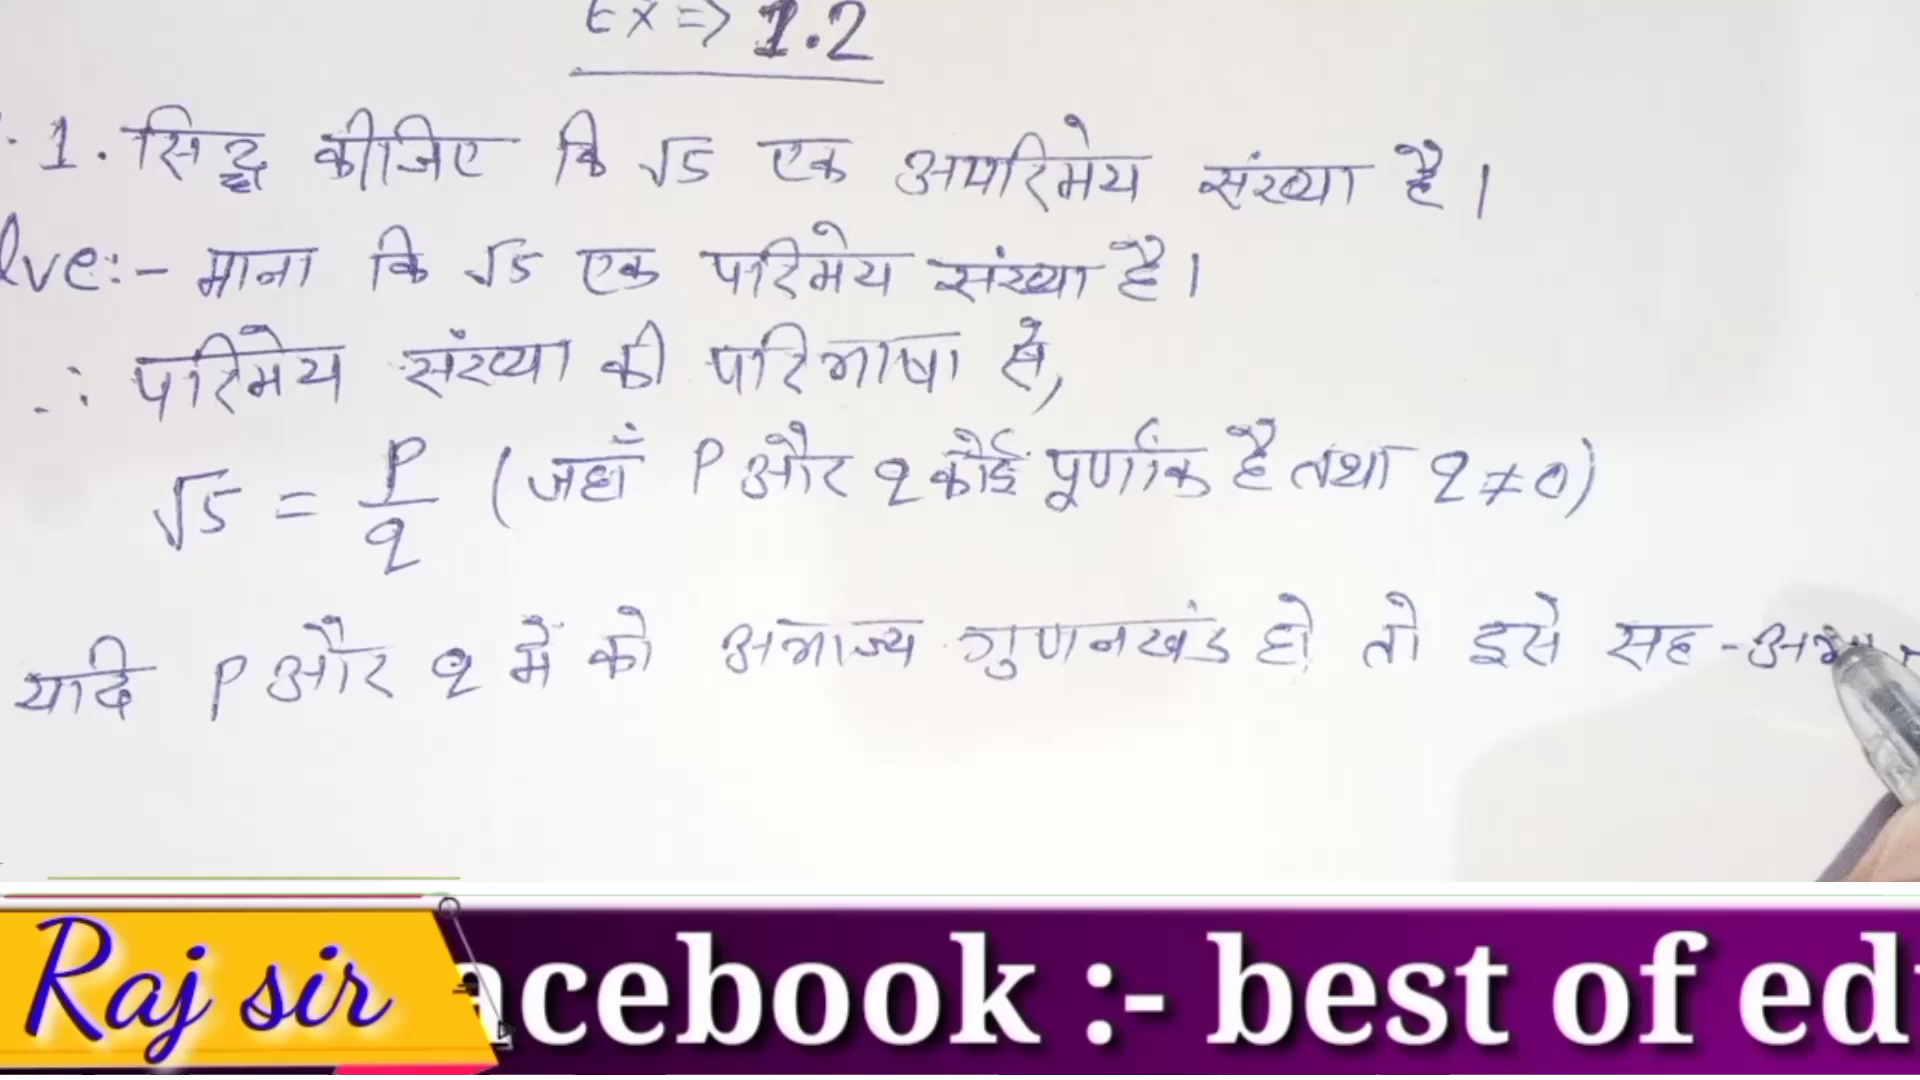 Ex => 1.2
1. सिद्ध कीजिए कि √5 एक अपरिमेय संख्या है।
lve:- माना कि √5 एक परिमेय संख्या है।
∴ परिमेय संख्या की परिभाषा से,
√5 = p/q (जहाँ P और q कोई पूर्णांक है तथा q ≠ 0)
यदि P और q में को अभाज्य गुणनखंड हो तो इसे सह-
Raj sir
acebook :- best of ed